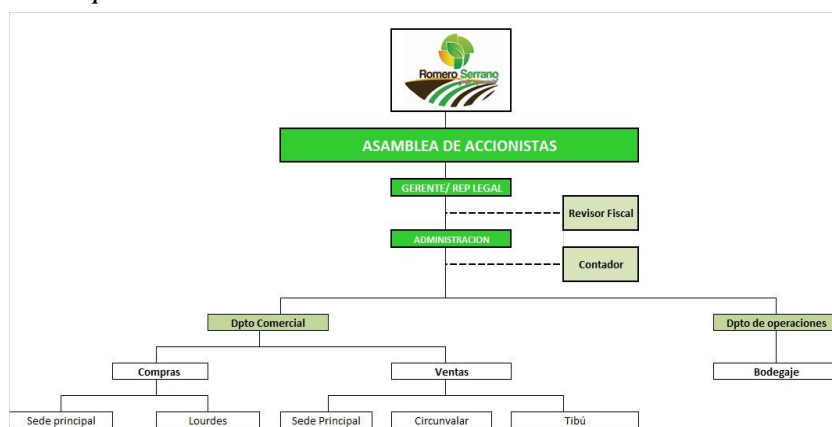 Romero Serrano
ASAMBLEA DE ACCIONISTAS
GERENTE/ REP LEGAL
Revisor Fiscal
ADMINISTRACION
Contador
Dpto Comercial
Dpto de operaciones
Compras
Ventas
Bodegaje
Sede principal
Lourdes
Sede Principal
Circunvalar
Tibú